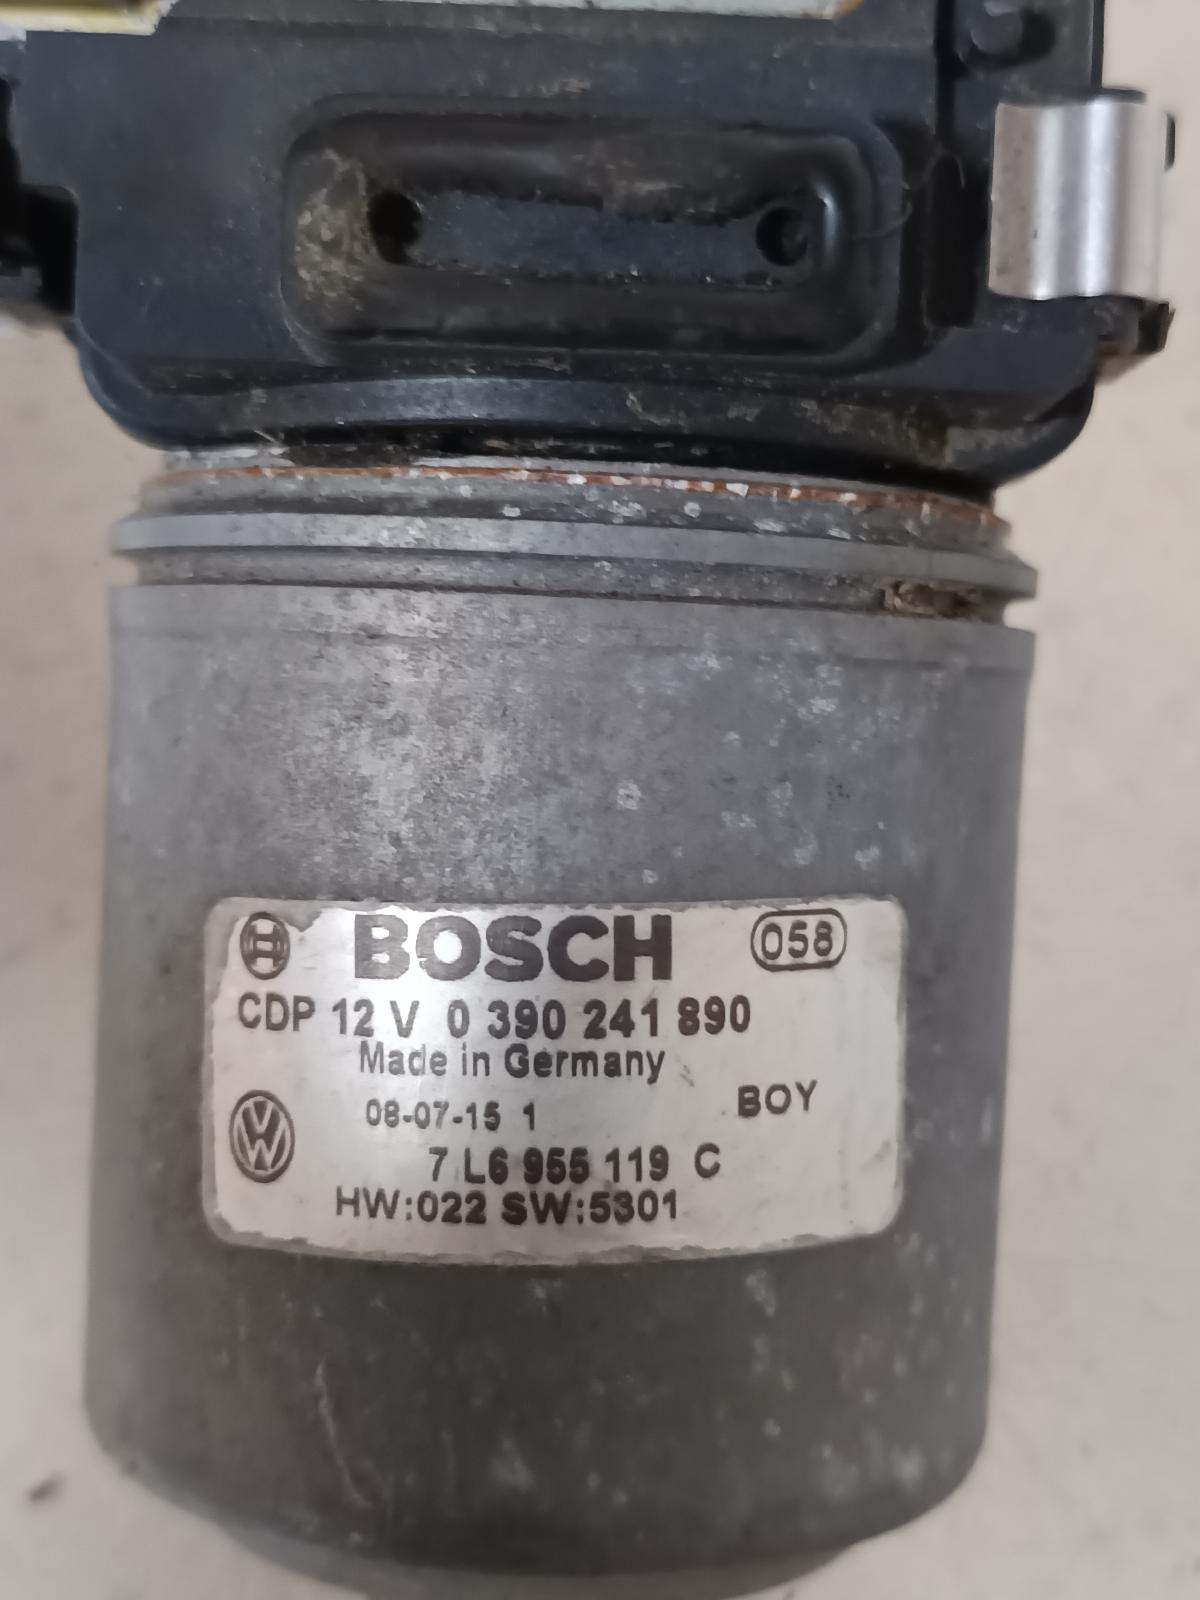 BOSCH 058
CDP 12 V 0 390 241 890
Made in Germany
08-07-15 1 BOY
7 L6 955 119 C
HW:022 SW:5301